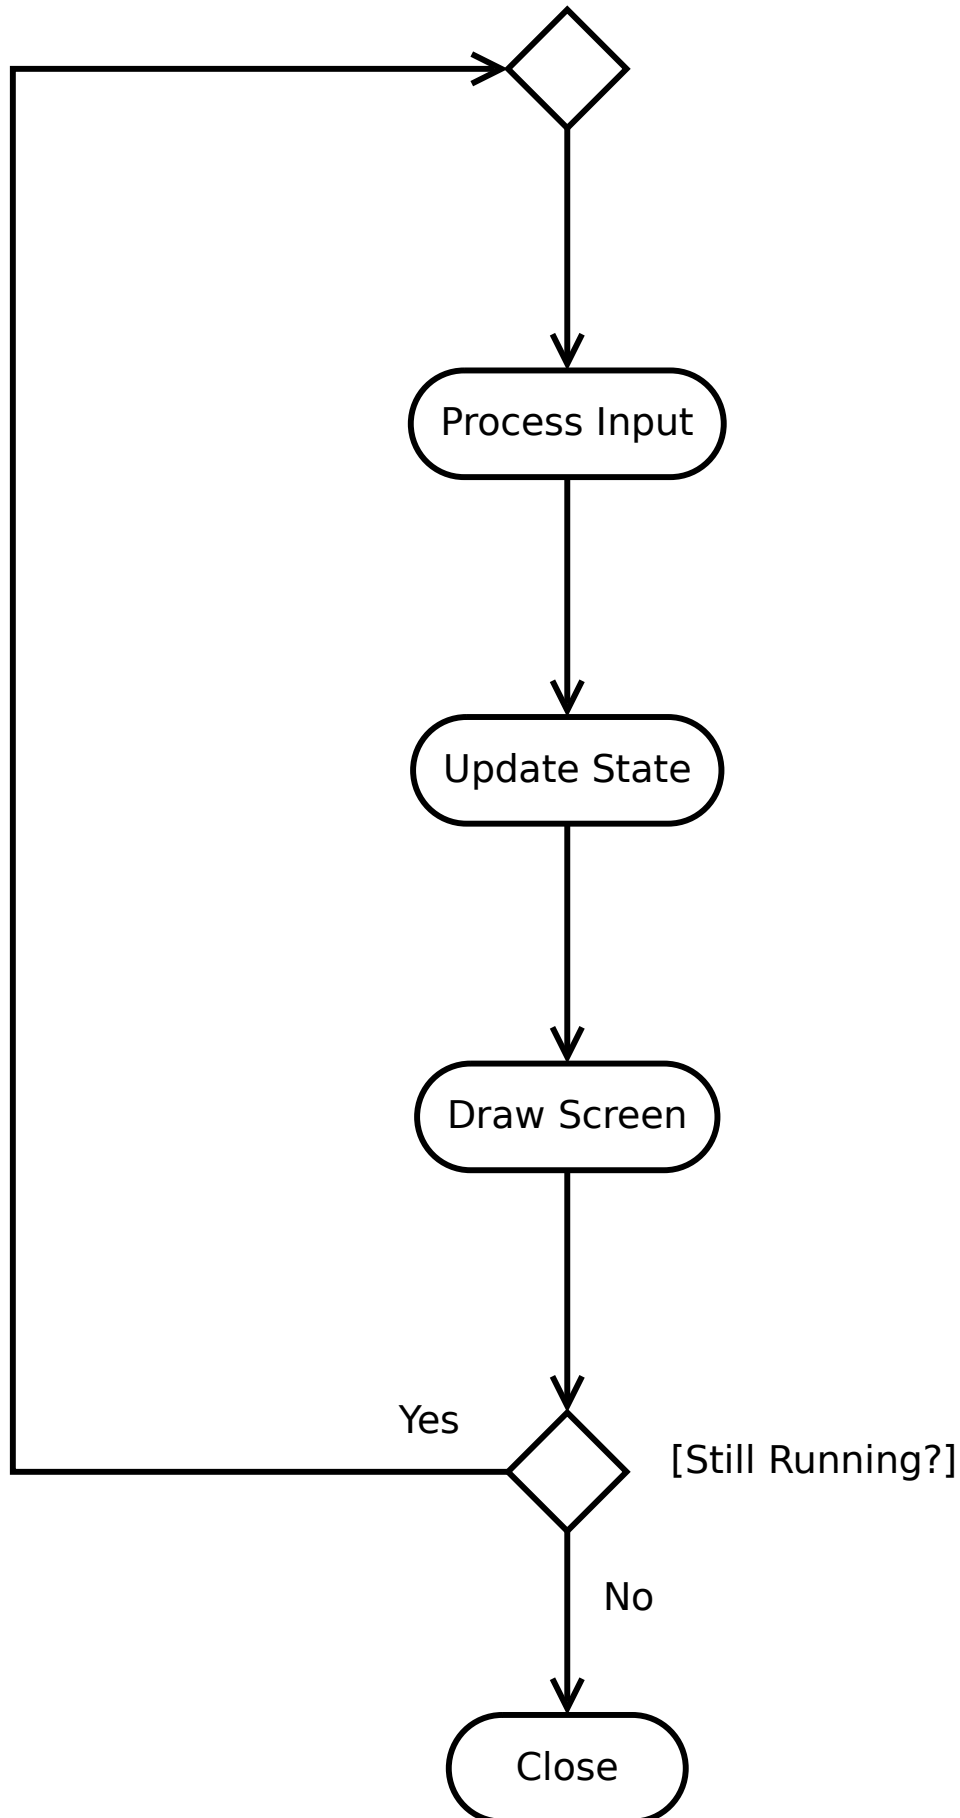 Process Input
Update State
Draw Screen
Yes
[Still Running?]
No
Close